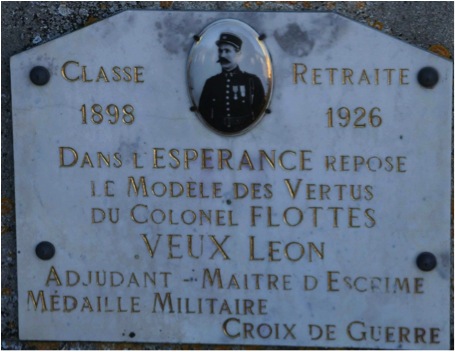 CLASSE RETRAITE
1898 1926
DANS L'ESPERANCE REPOSE
LE MODÈLE DES VERTUS
DU COLONEL FLOTTES
VEUX LEON
ADJUDANT - MAITRE D'ESCRIME
MÉDAILLE MILITAIRE
CROIX DE GUERRE